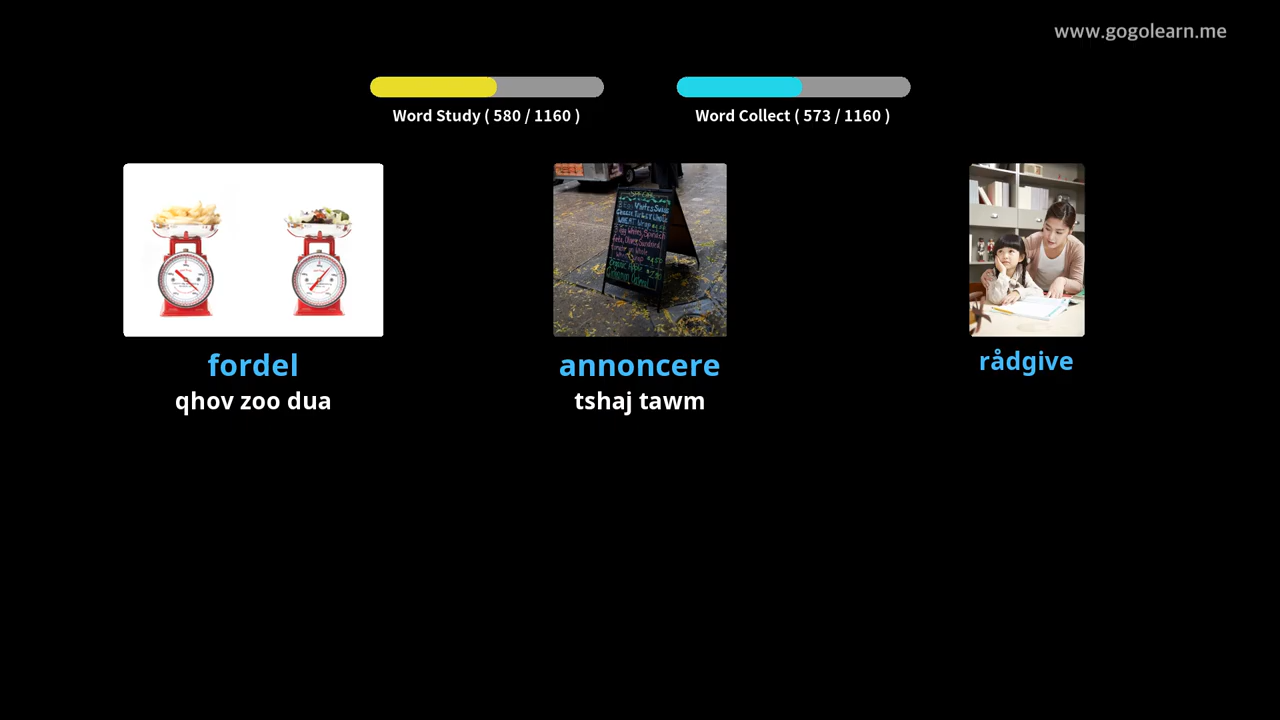 www.gogolearn.me
Word Study ( 580 / 1160 )
Word Collect ( 573 / 1160 )
fordel
qhov zoo dua
annoncere
tshaj tawm
rådgive